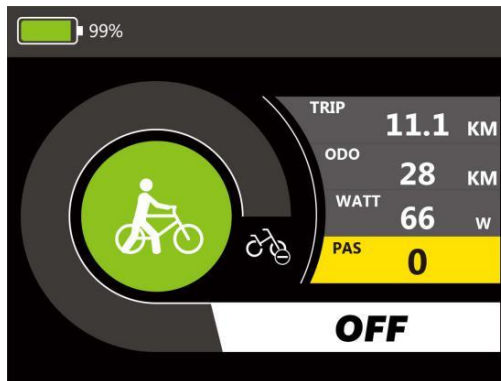 99%
TRIP 11.1 KM
ODO 28 KM
WATT 66 W
PAS 0
OFF